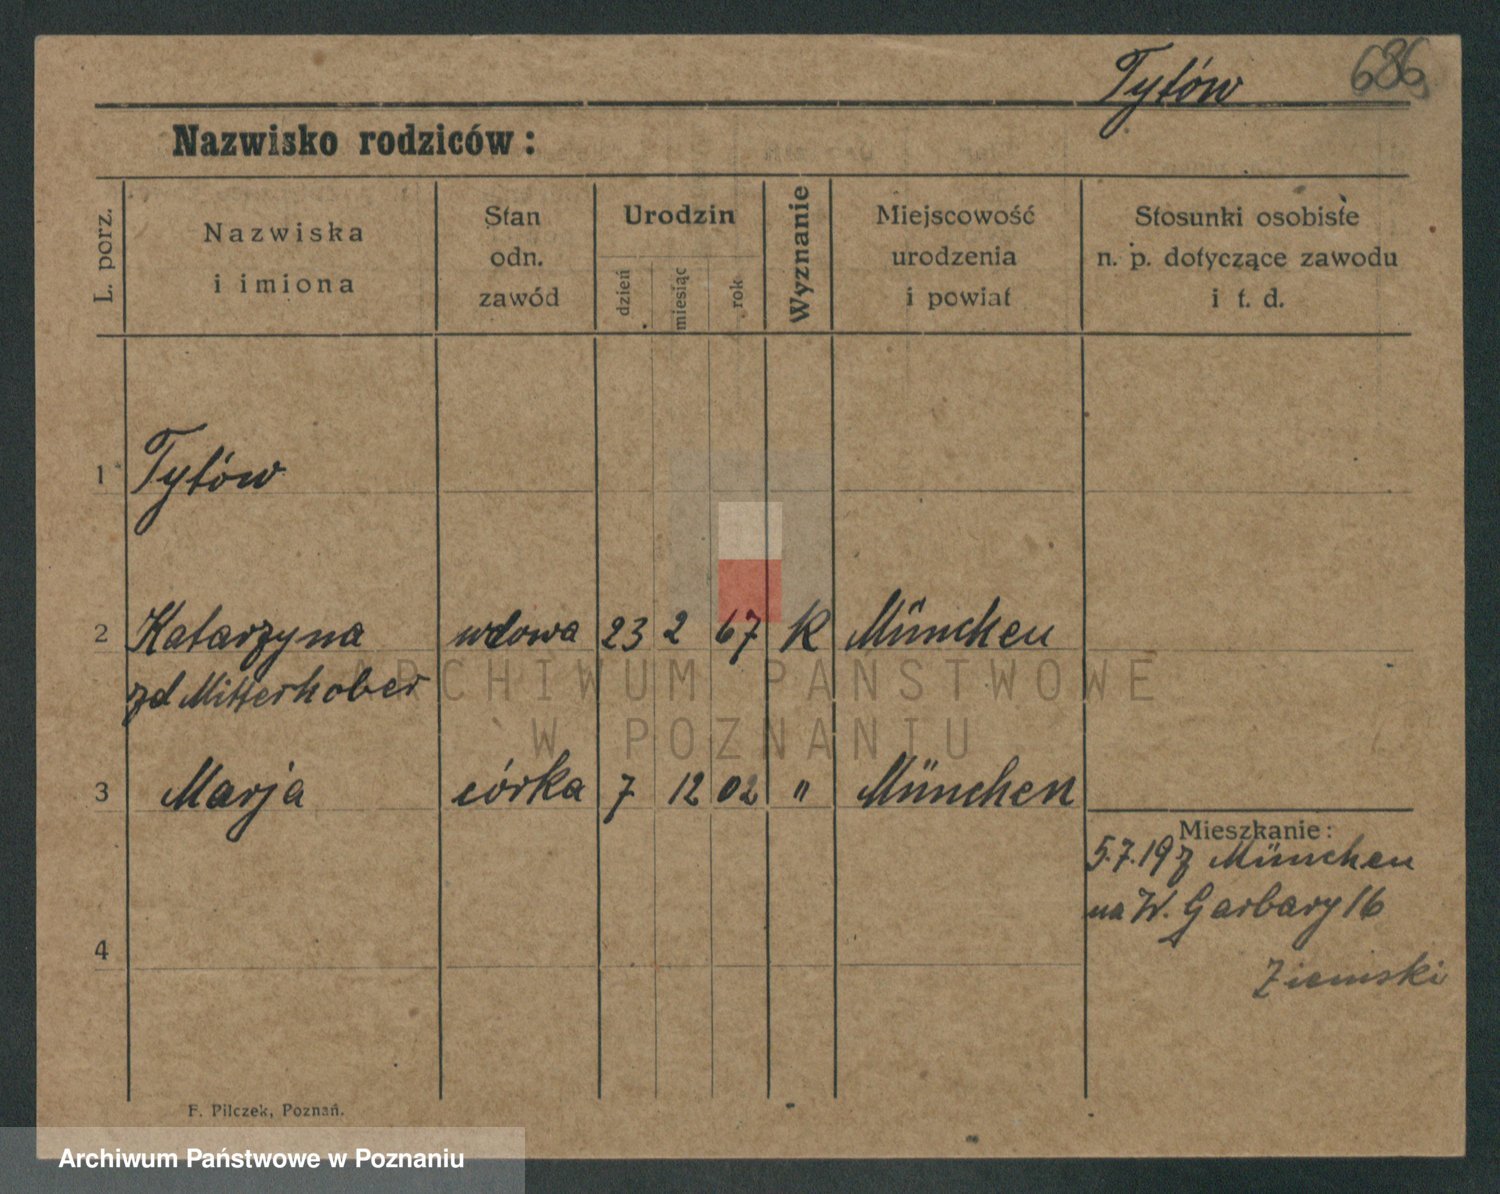 Tytów 686
Nazwisko rodziców:
L. porz.
Nazwiska
i imiona
Stan
odn.
zawód
Urodzin
dzień
miesiąc
rok
Wyznanie
Miejscowość
urodzenia
i powiat
Stosunki osobiste
n. p. dotyczące zawodu
i t. d.
1 Tytów
2 Katarzyna wdowa 23 2 67 K München
zd Mitterhober
3 Marja córka 7 12 02 " München
Mieszkanie:
5.7.19 z München
na W. Garbary 16
4
Ziemski
F. Pilczek, Poznań.
ARCHIWUM PAŃSTWOWE
W POZNANIU
Archiwum Państwowe w Poznaniu